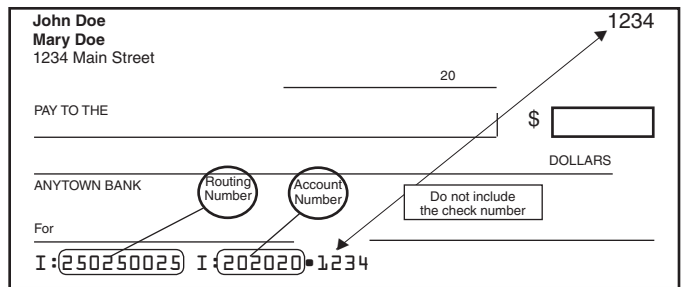 John Doe
1234
Mary Doe
1234 Main Street
20
PAY TO THE
$
DOLLARS
ANYTOWN BANK
Routing
Number
Account
Number
Do not include
the check number
For
I:250250025 I:202020▪1234